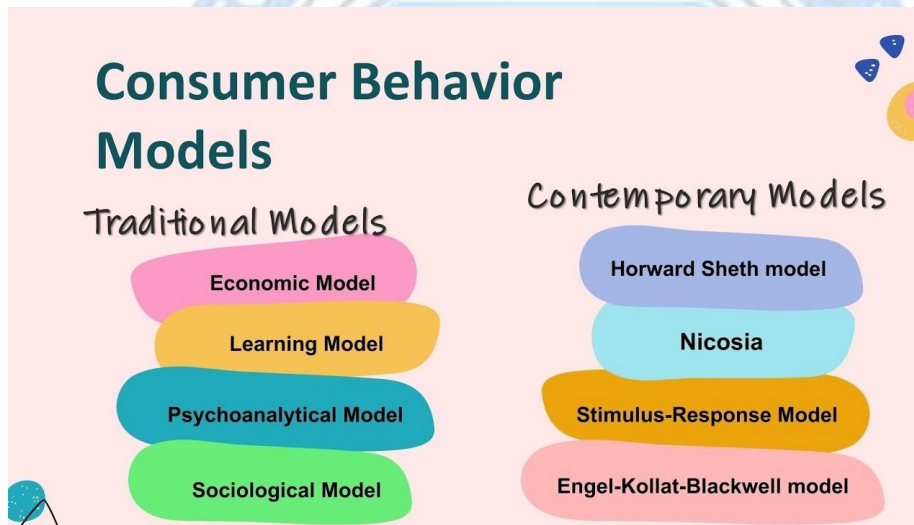 Consumer Behavior
Models
Traditional Models
Economic Model
Learning Model
Psychoanalytical Model
Sociological Model
Contemporary Models
Horward Sheth model
Nicosia
Stimulus-Response Model
Engel-Kollat-Blackwell model